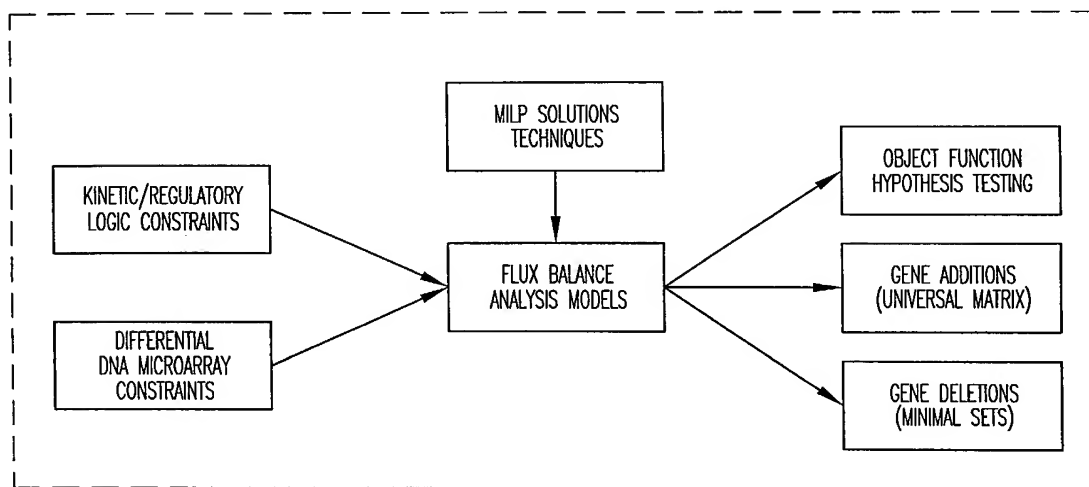 MILP SOLUTIONS
TECHNIQUES
KINETIC/REGULATORY
LOGIC CONSTRAINTS
DIFFERENTIAL
DNA MICROARRAY
CONSTRAINTS
FLUX BALANCE
ANALYSIS MODELS
OBJECT FUNCTION
HYPOTHESIS TESTING
GENE ADDITIONS
(UNIVERSAL MATRIX)
GENE DELETIONS
(MINIMAL SETS)